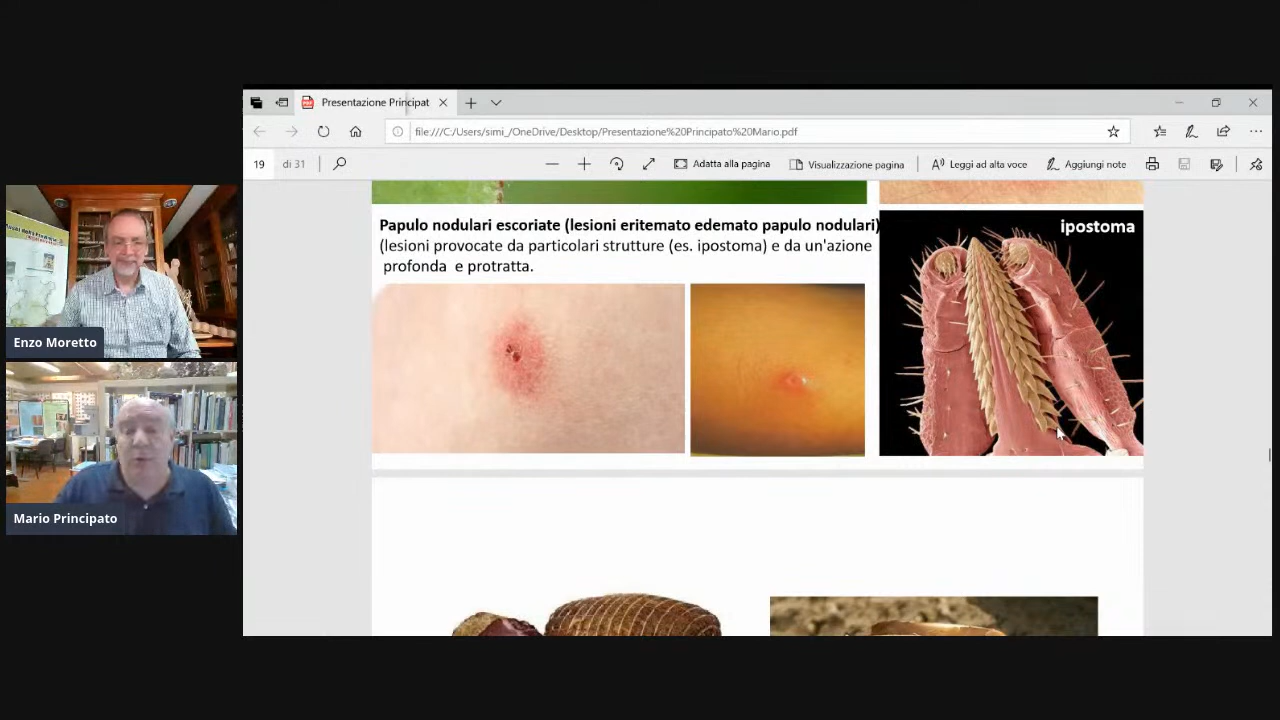 Presentazione Principat
file:///C:/Users/simi_/OneDrive/Desktop/Presentazione%20Principato%20Mario.pdf
19 di 31
Adatta alla pagina
Visualizzazione pagina
Leggi ad alta voce
Aggiungi note
Papulo nodulari escoriate (lesioni eritemato edemato papulo nodulari)
(lesioni provocate da particolari strutture (es. ipostoma) e da un'azione
profonda e protratta.
ipostoma
Enzo Moretto
Mario Principato